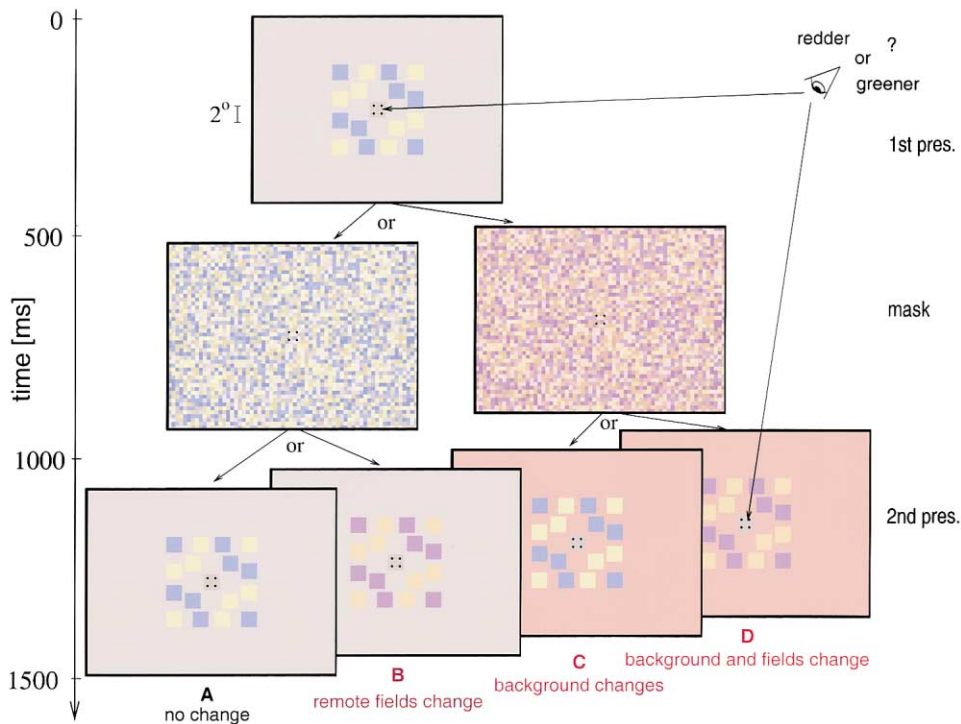 0
redder
or
?
greener
2°
1st pres.
or
500
time [ms]
mask
or
or
1000
2nd pres.
D
background and fields change
C
background changes
B
remote fields change
A
no change
1500